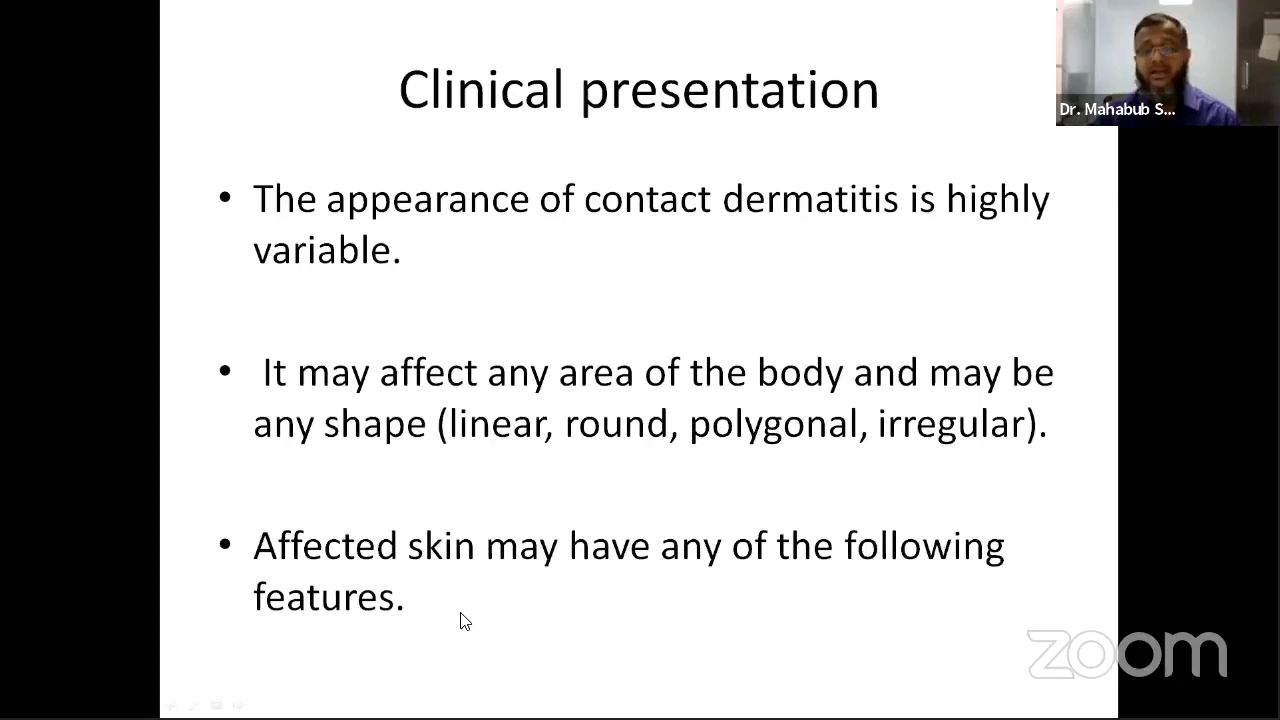 Clinical presentation
Dr. Mahabub S...
• The appearance of contact dermatitis is highly
variable.
• It may affect any area of the body and may be
any shape (linear, round, polygonal, irregular).
• Affected skin may have any of the following
features.
zoom